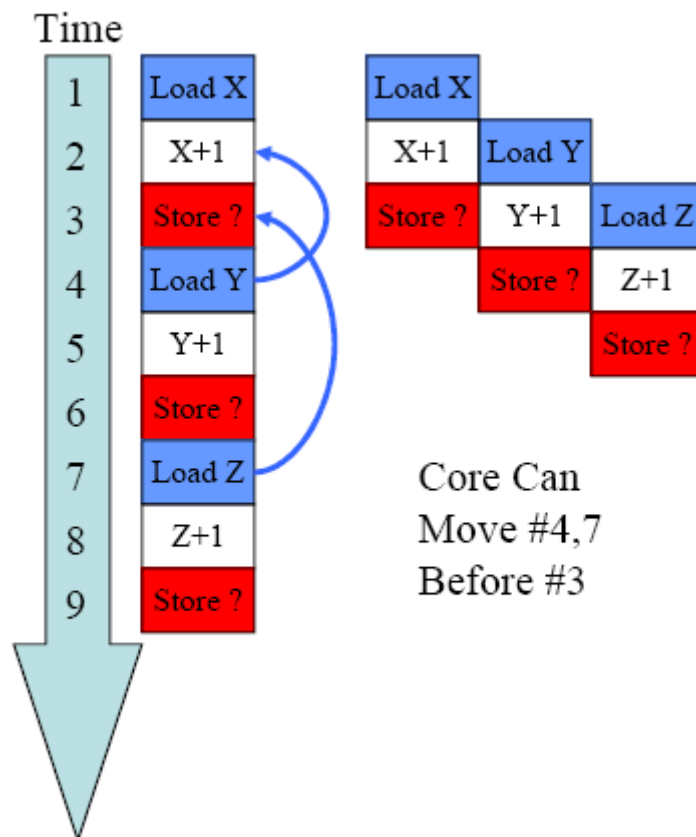 Time
1
2
3
4
5
6
7
8
9
Load X
X+1
Store ?
Load Y
Y+1
Store ?
Load Z
Z+1
Store ?
Load X
X+1
Load Y
Store ?
Y+1
Load Z
Store ?
Z+1
Store ?
Core Can
Move #4,7
Before #3